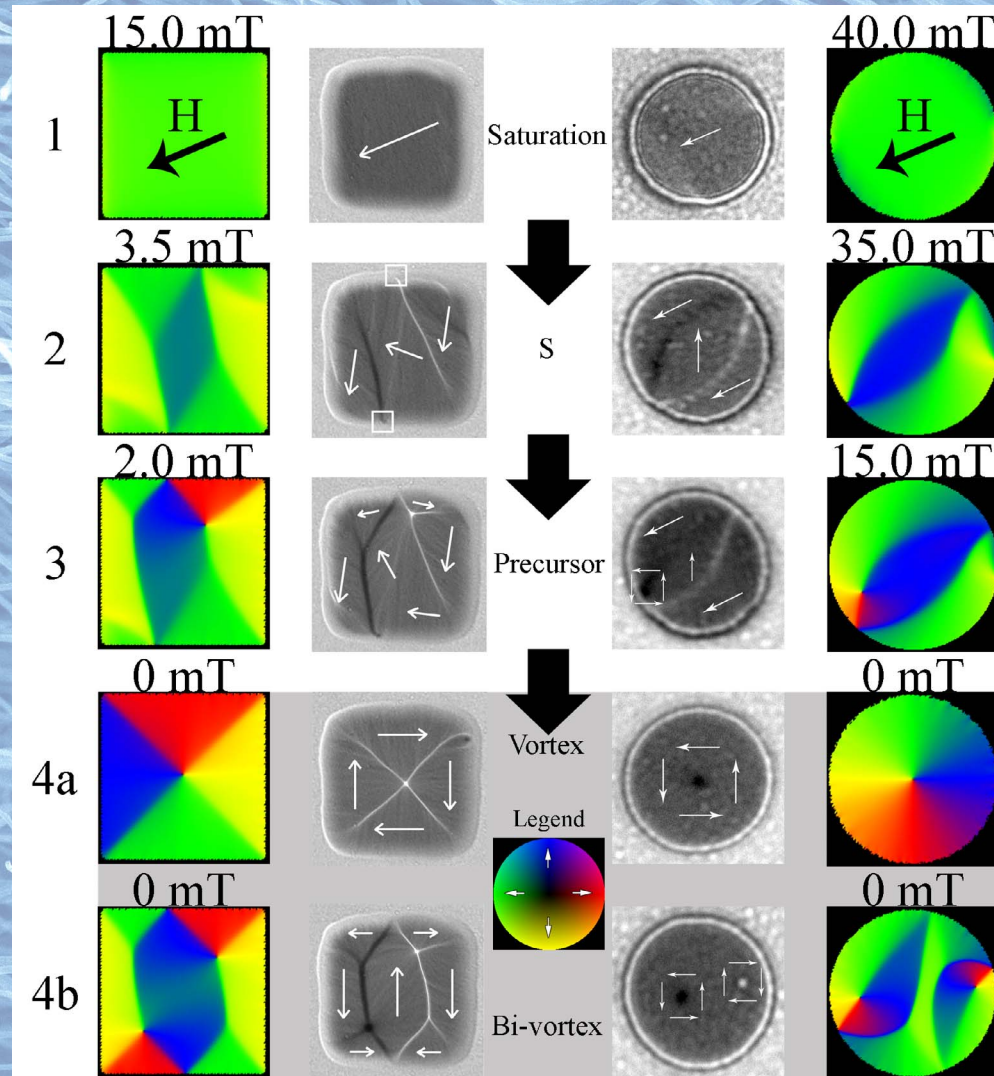 15.0 mT
40.0 mT
H
H
1
Saturation
3.5 mT
35.0 mT
2
S
2.0 mT
15.0 mT
3
Precursor
0 mT
0 mT
4a
Vortex
Legend
0 mT
0 mT
4b
Bi-vortex